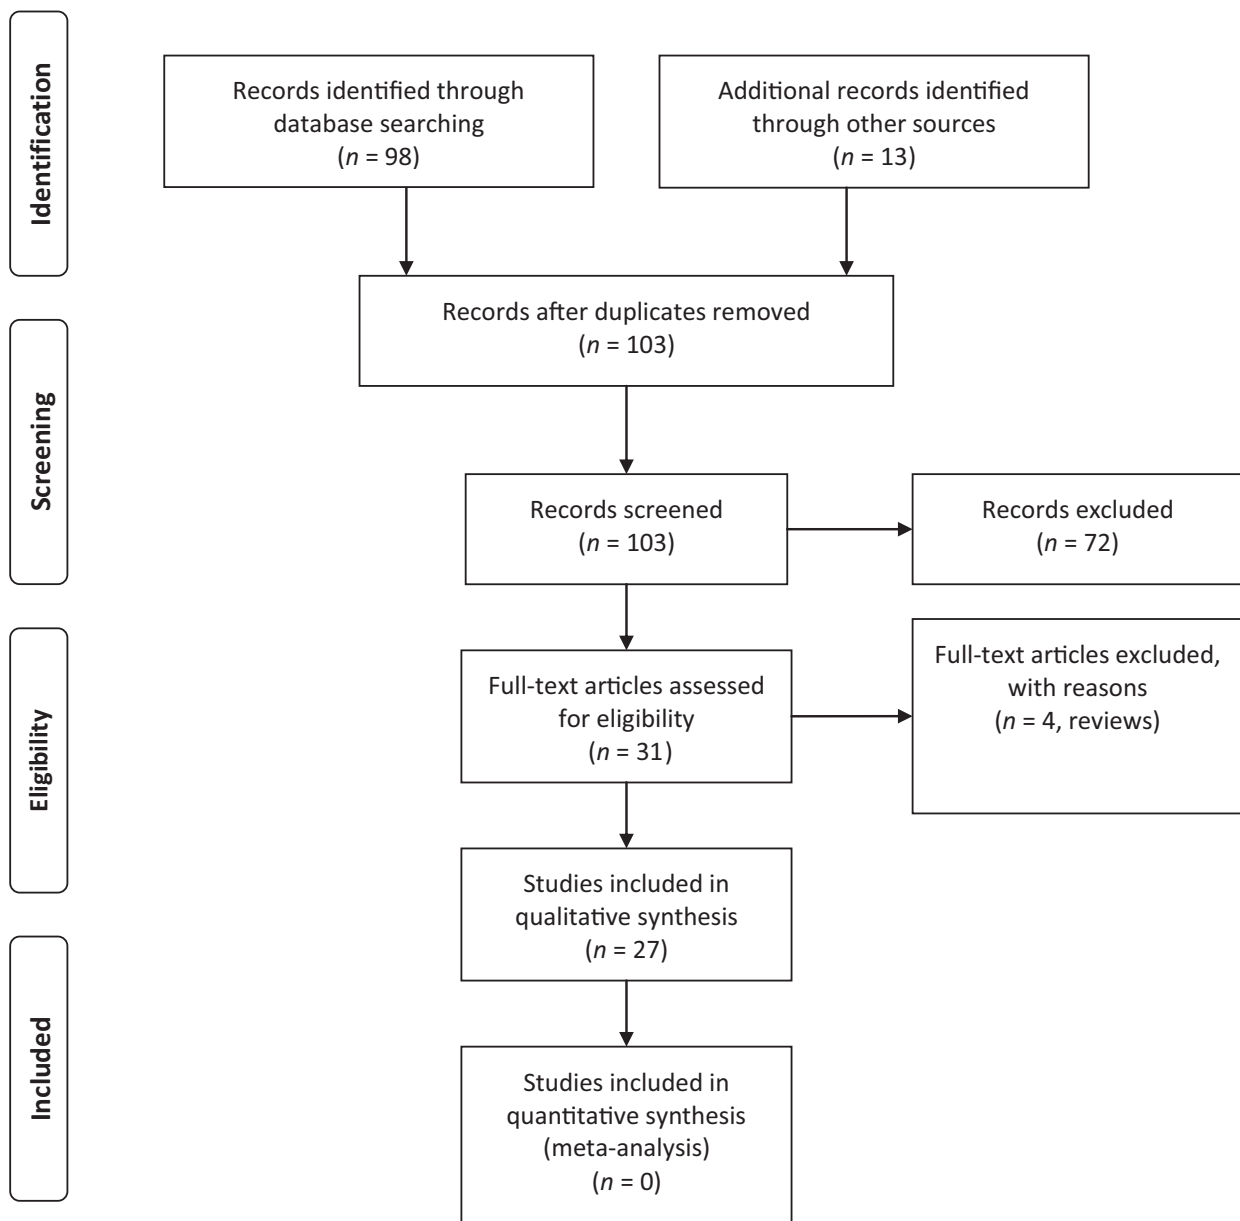 Identification
Records identified through
database searching
(n = 98)
Additional records identified
through other sources
(n = 13)
Records after duplicates removed
(n = 103)
Screening
Records screened
(n = 103)
Records excluded
(n = 72)
Eligibility
Full-text articles assessed
for eligibility
(n = 31)
Full-text articles excluded,
with reasons
(n = 4, reviews)
Studies included in
qualitative synthesis
(n = 27)
Included
Studies included in
quantitative synthesis
(meta-analysis)
(n = 0)